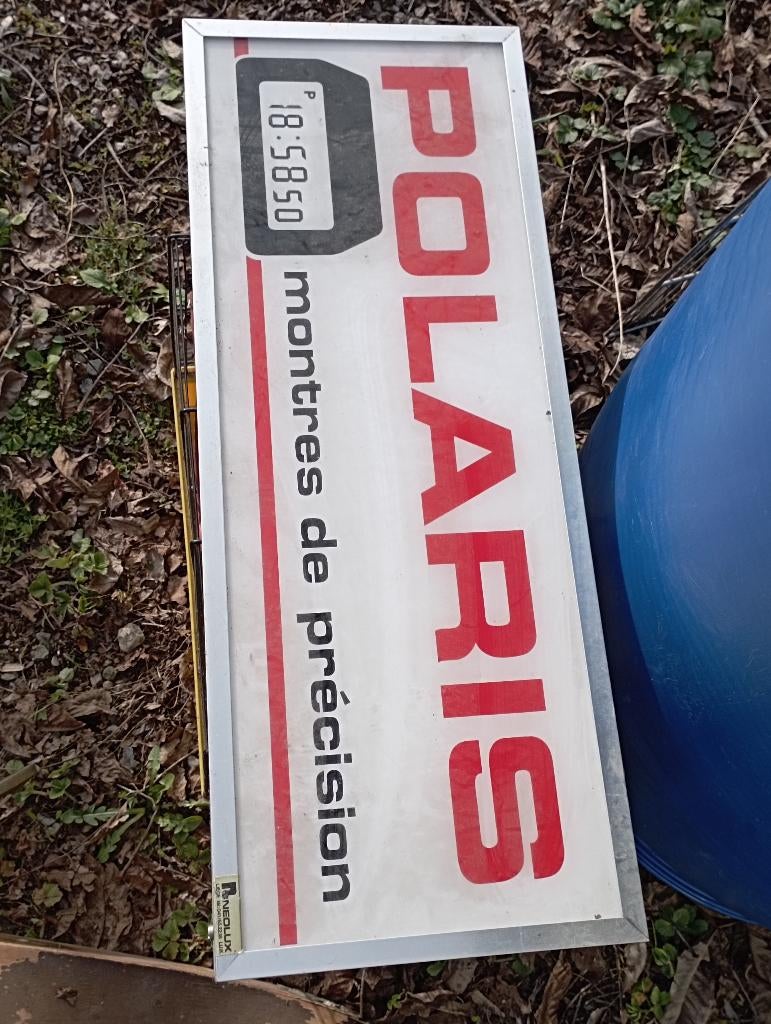 POLARIS
P
18:58 50
montres de précision
NEOLUX